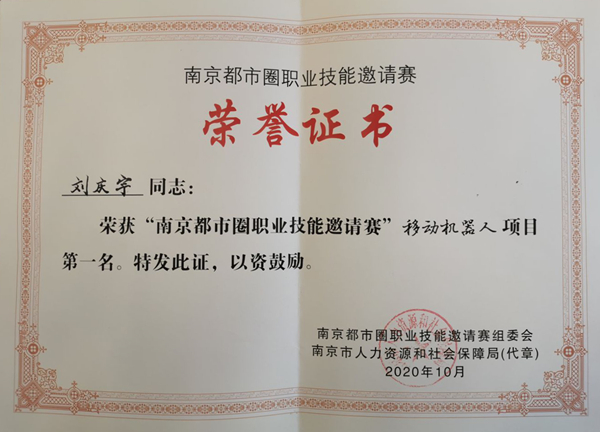 南京都市圈职业技能邀请赛
荣誉证书
刘庆宇 同志：
荣获“南京都市圈职业技能邀请赛”移动机器人 项目
第一名。特发此证，以资鼓励。
南京都市圈职业技能邀请赛组委会
南京市人力资源和社会保障局(代章)
2020年10月